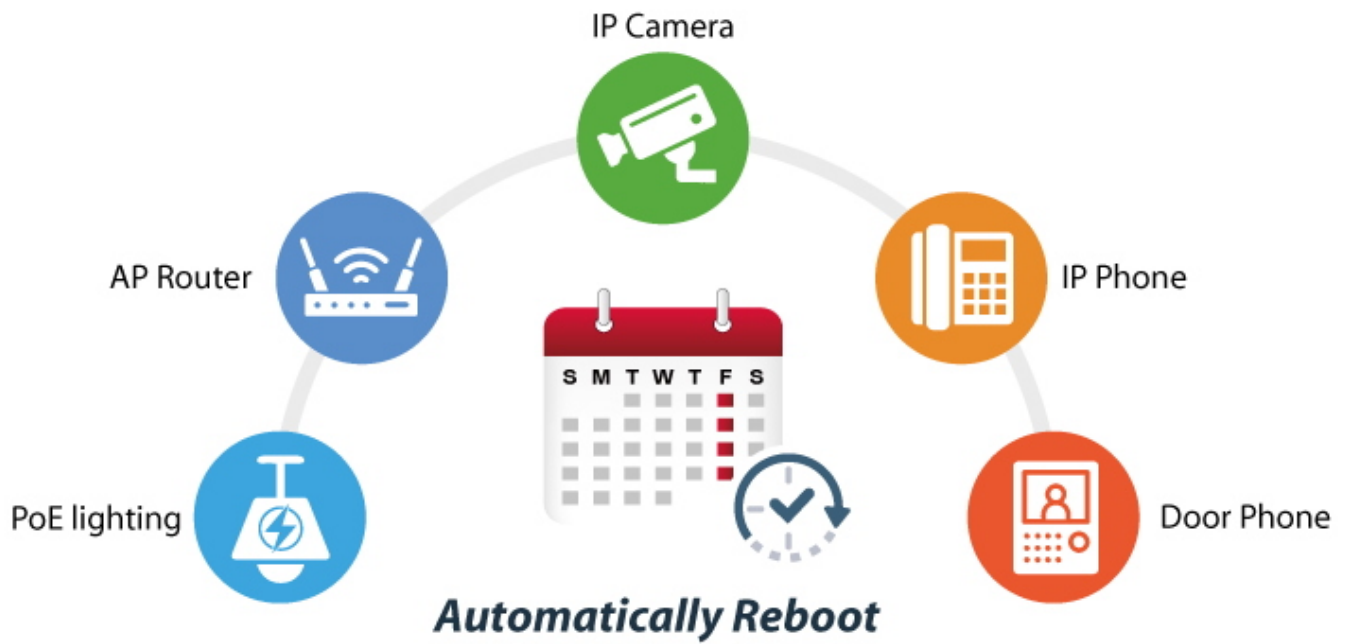 IP Camera
AP Router
IP Phone
S M T W T F S
PoE lighting
Door Phone
Automatically Reboot